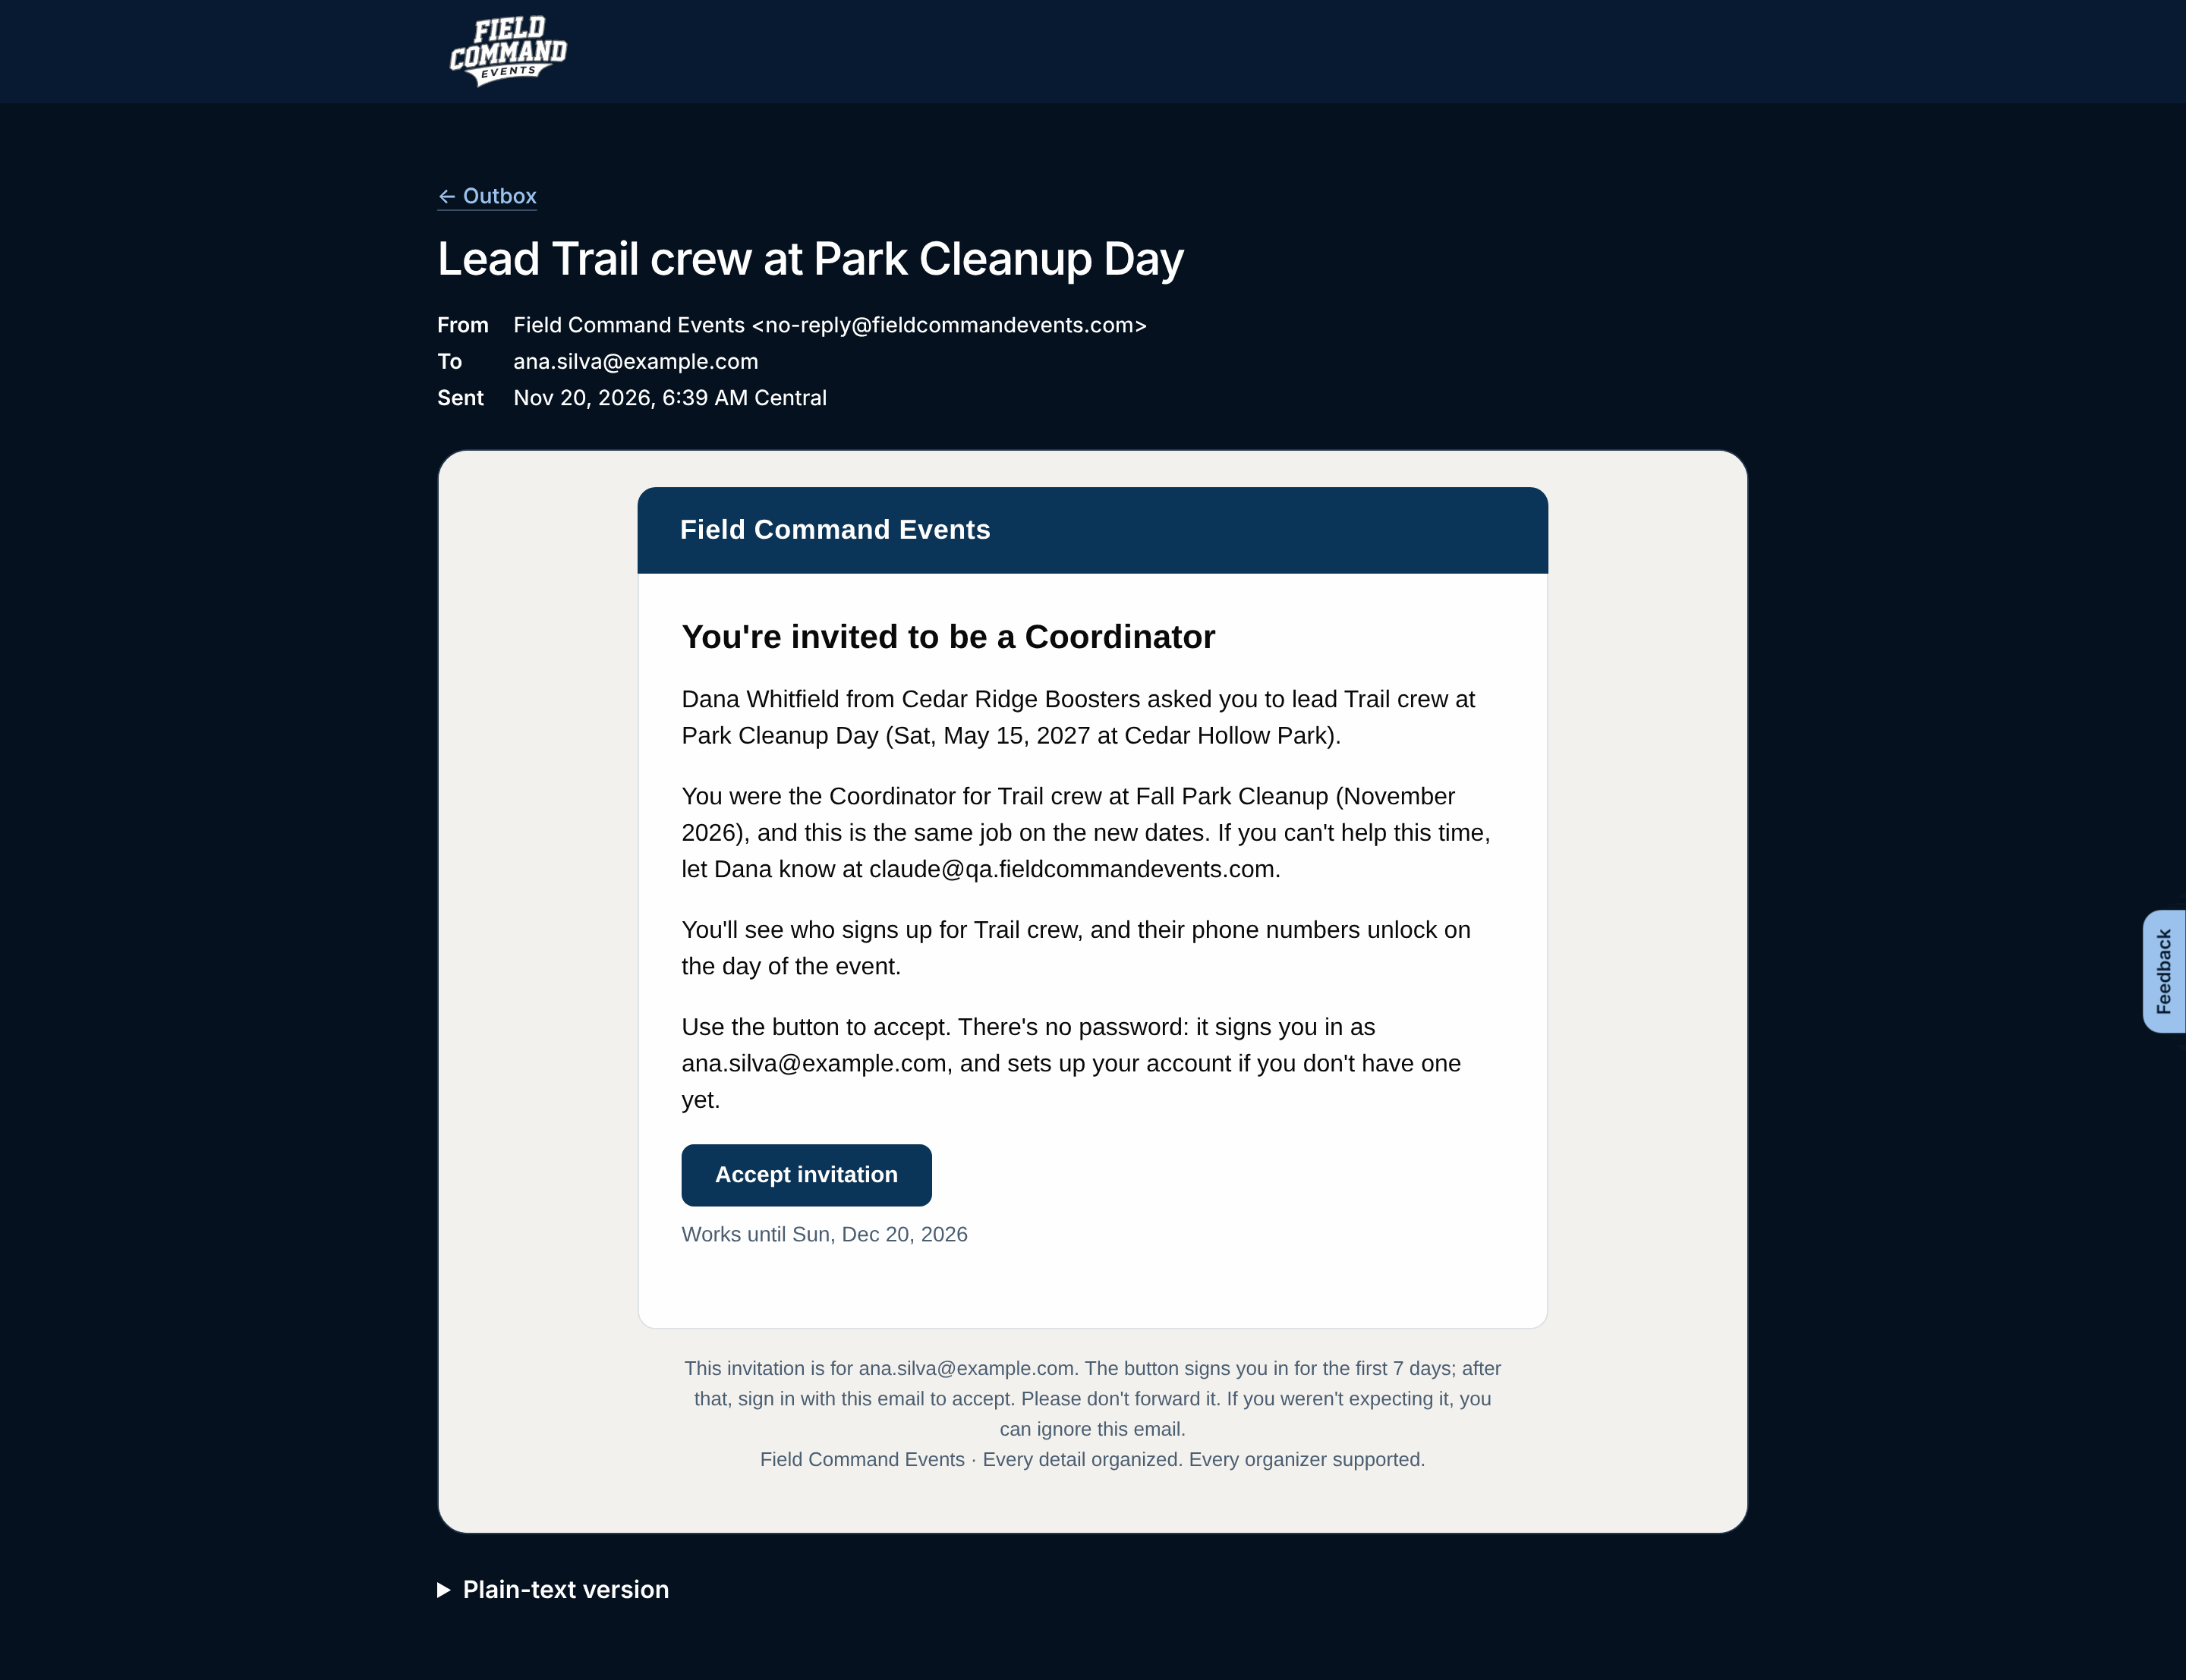 FIELD
COMMAND
EVENTS
← Outbox
Lead Trail crew at Park Cleanup Day
From Field Command Events <no-reply@fieldcommandevents.com>
To ana.silva@example.com
Sent Nov 20, 2026, 6:39 AM Central
Field Command Events
You're invited to be a Coordinator
Dana Whitfield from Cedar Ridge Boosters asked you to lead Trail crew at
Park Cleanup Day (Sat, May 15, 2027 at Cedar Hollow Park).
You were the Coordinator for Trail crew at Fall Park Cleanup (November
2026), and this is the same job on the new dates. If you can't help this time,
let Dana know at claude@qa.fieldcommandevents.com.
You'll see who signs up for Trail crew, and their phone numbers unlock on
the day of the event.
Use the button to accept. There's no password: it signs you in as
ana.silva@example.com, and sets up your account if you don't have one
yet.
Accept invitation
Works until Sun, Dec 20, 2026
This invitation is for ana.silva@example.com. The button signs you in for the first 7 days; after
that, sign in with this email to accept. Please don't forward it. If you weren't expecting it, you
can ignore this email.
Field Command Events · Every detail organized. Every organizer supported.
Plain-text version
Feedback